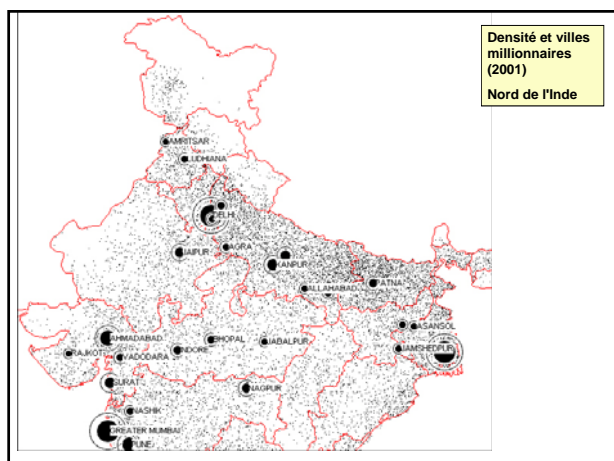 Densité et villes
millionnaires
(2001)
Nord de l'Inde
AMRITSAR
LUDHIANA
DELHI
JAIPUR
AGRA
KANPUR
ALLAHABAD
PATNA
ASANSOL
JAMSHEDPUR
AHMADABAD
RAJKOT
VADODARA
INDORE
BHOPAL
JABALPUR
SURAT
NAGPUR
NASHIK
GREATER MUMBAI
PUNE